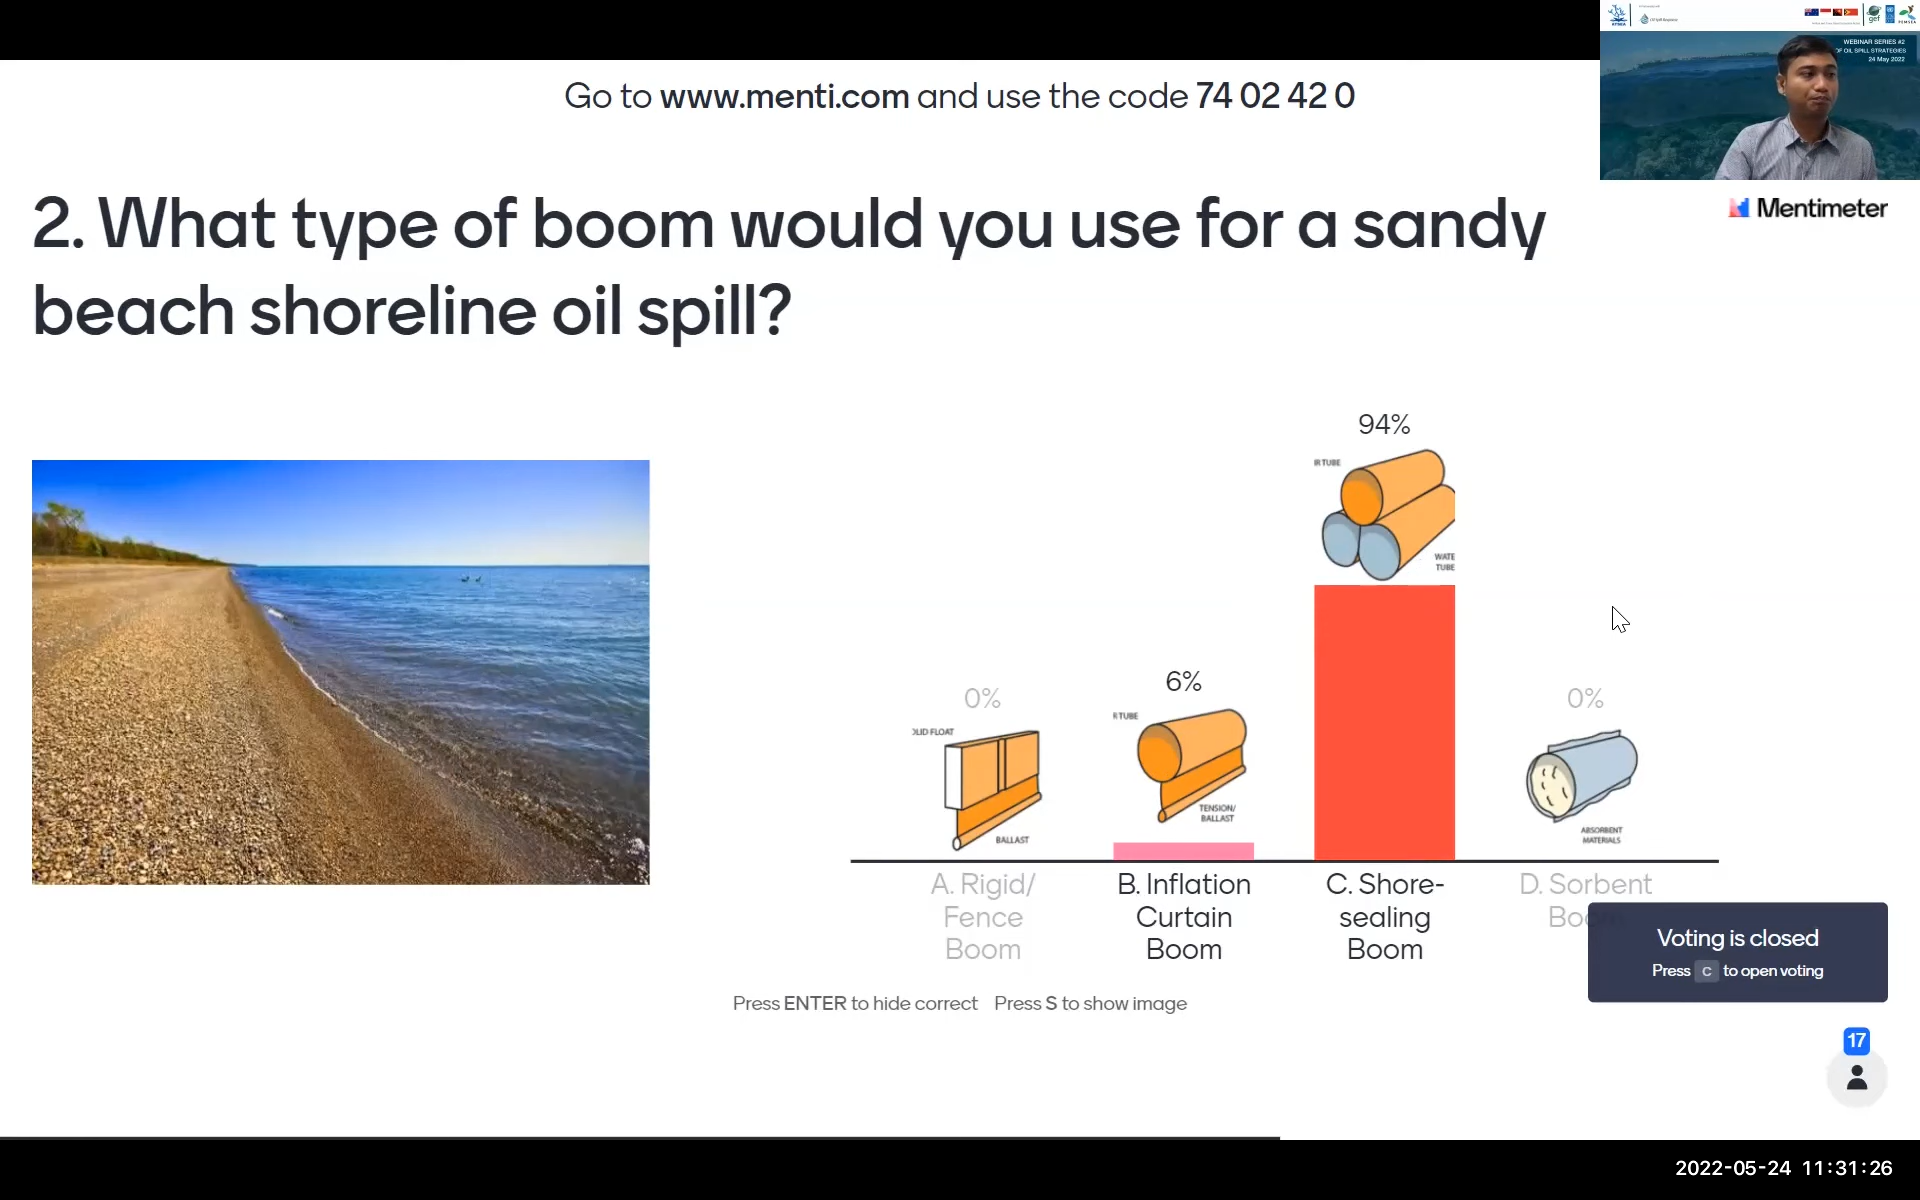 WEBINAR SERIES #2
OF OIL SPILL STRATEGIES
24 May 2022
Go to www.menti.com and use the code 74 02 42 0
Mentimeter
2. What type of boom would you use for a sandy
beach shoreline oil spill?
94%
IR TUBE
WATE
TUBE
6%
R TUBE
TENSION/
BALLAST
0%
OLID FLOAT
BALLAST
0%
ABSORBENT
MATERIALS
A. Rigid/
Fence
Boom
B. Inflation
Curtain
Boom
C. Shore-
sealing
Boom
D. Sorbent
Boom
Voting is closed
Press C to open voting
Press ENTER to hide correct Press S to show image
17
2022-05-24 11:31:26